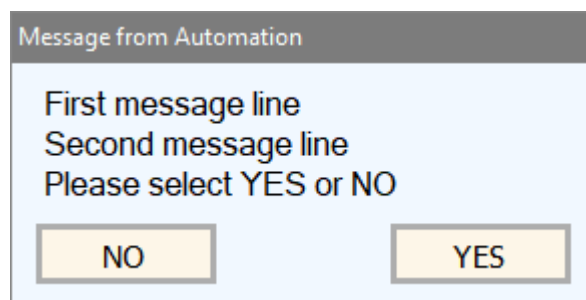 Message from Automation
First message line
Second message line
Please select YES or NO
NO
YES